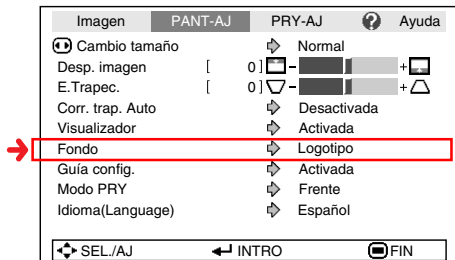 Imagen PANT-AJ PRY-AJ ? Ayuda
Cambio tamaño Normal
Desp. imagen [ 0] - +
E.Trapec. [ 0] - +
Corr. trap. Auto Desactivada
Visualizador Activada
Fondo Logotipo
Guía config. Activada
Modo PRY Frente
Idioma(Language) Español
SEL./AJ INTRO FIN